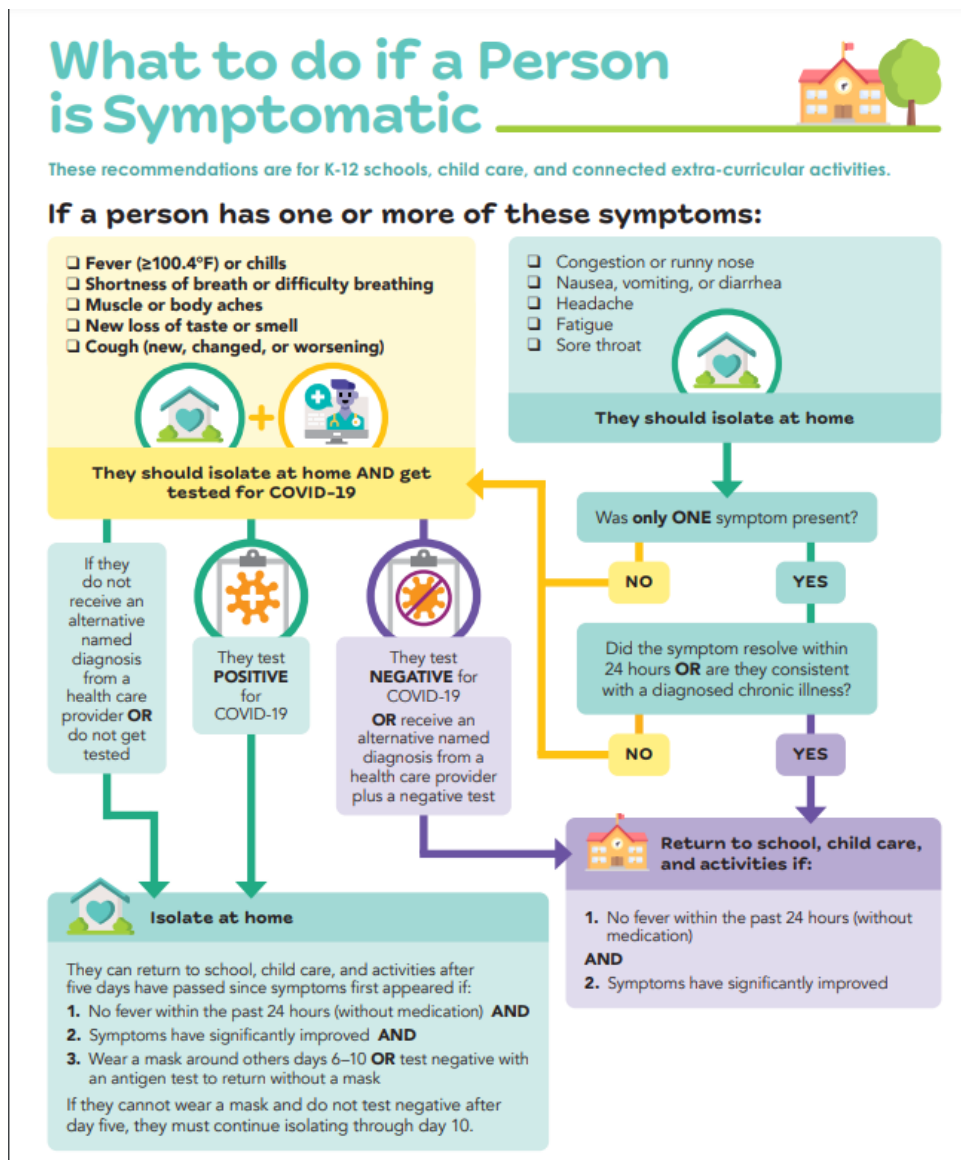 What to do if a Person
is Symptomatic
These recommendations are for K-12 schools, child care, and connected extra-curricular activities.
If a person has one or more of these symptoms:
❏ Fever (≥100.4°F) or chills
❏ Shortness of breath or difficulty breathing
❏ Muscle or body aches
❏ New loss of taste or smell
❏ Cough (new, changed, or worsening)
They should isolate at home AND get
tested for COVID-19
❏ Congestion or runny nose
❏ Nausea, vomiting, or diarrhea
❏ Headache
❏ Fatigue
❏ Sore throat
They should isolate at home
Was only ONE symptom present?
NO
YES
Did the symptom resolve within
24 hours OR are they consistent
with a diagnosed chronic illness?
NO
YES
If they
do not
receive an
alternative
named
diagnosis
from a
health care
provider OR
do not get
tested
They test
POSITIVE
for
COVID-19
They test
NEGATIVE for
COVID-19
OR receive an
alternative named
diagnosis from a
health care provider
plus a negative test
Return to school, child care,
and activities if:
1. No fever within the past 24 hours (without
medication)
AND
2. Symptoms have significantly improved
Isolate at home
They can return to school, child care, and activities after
five days have passed since symptoms first appeared if:
1. No fever within the past 24 hours (without medication) AND
2. Symptoms have significantly improved AND
3. Wear a mask around others days 6–10 OR test negative with
an antigen test to return without a mask
If they cannot wear a mask and do not test negative after
day five, they must continue isolating through day 10.